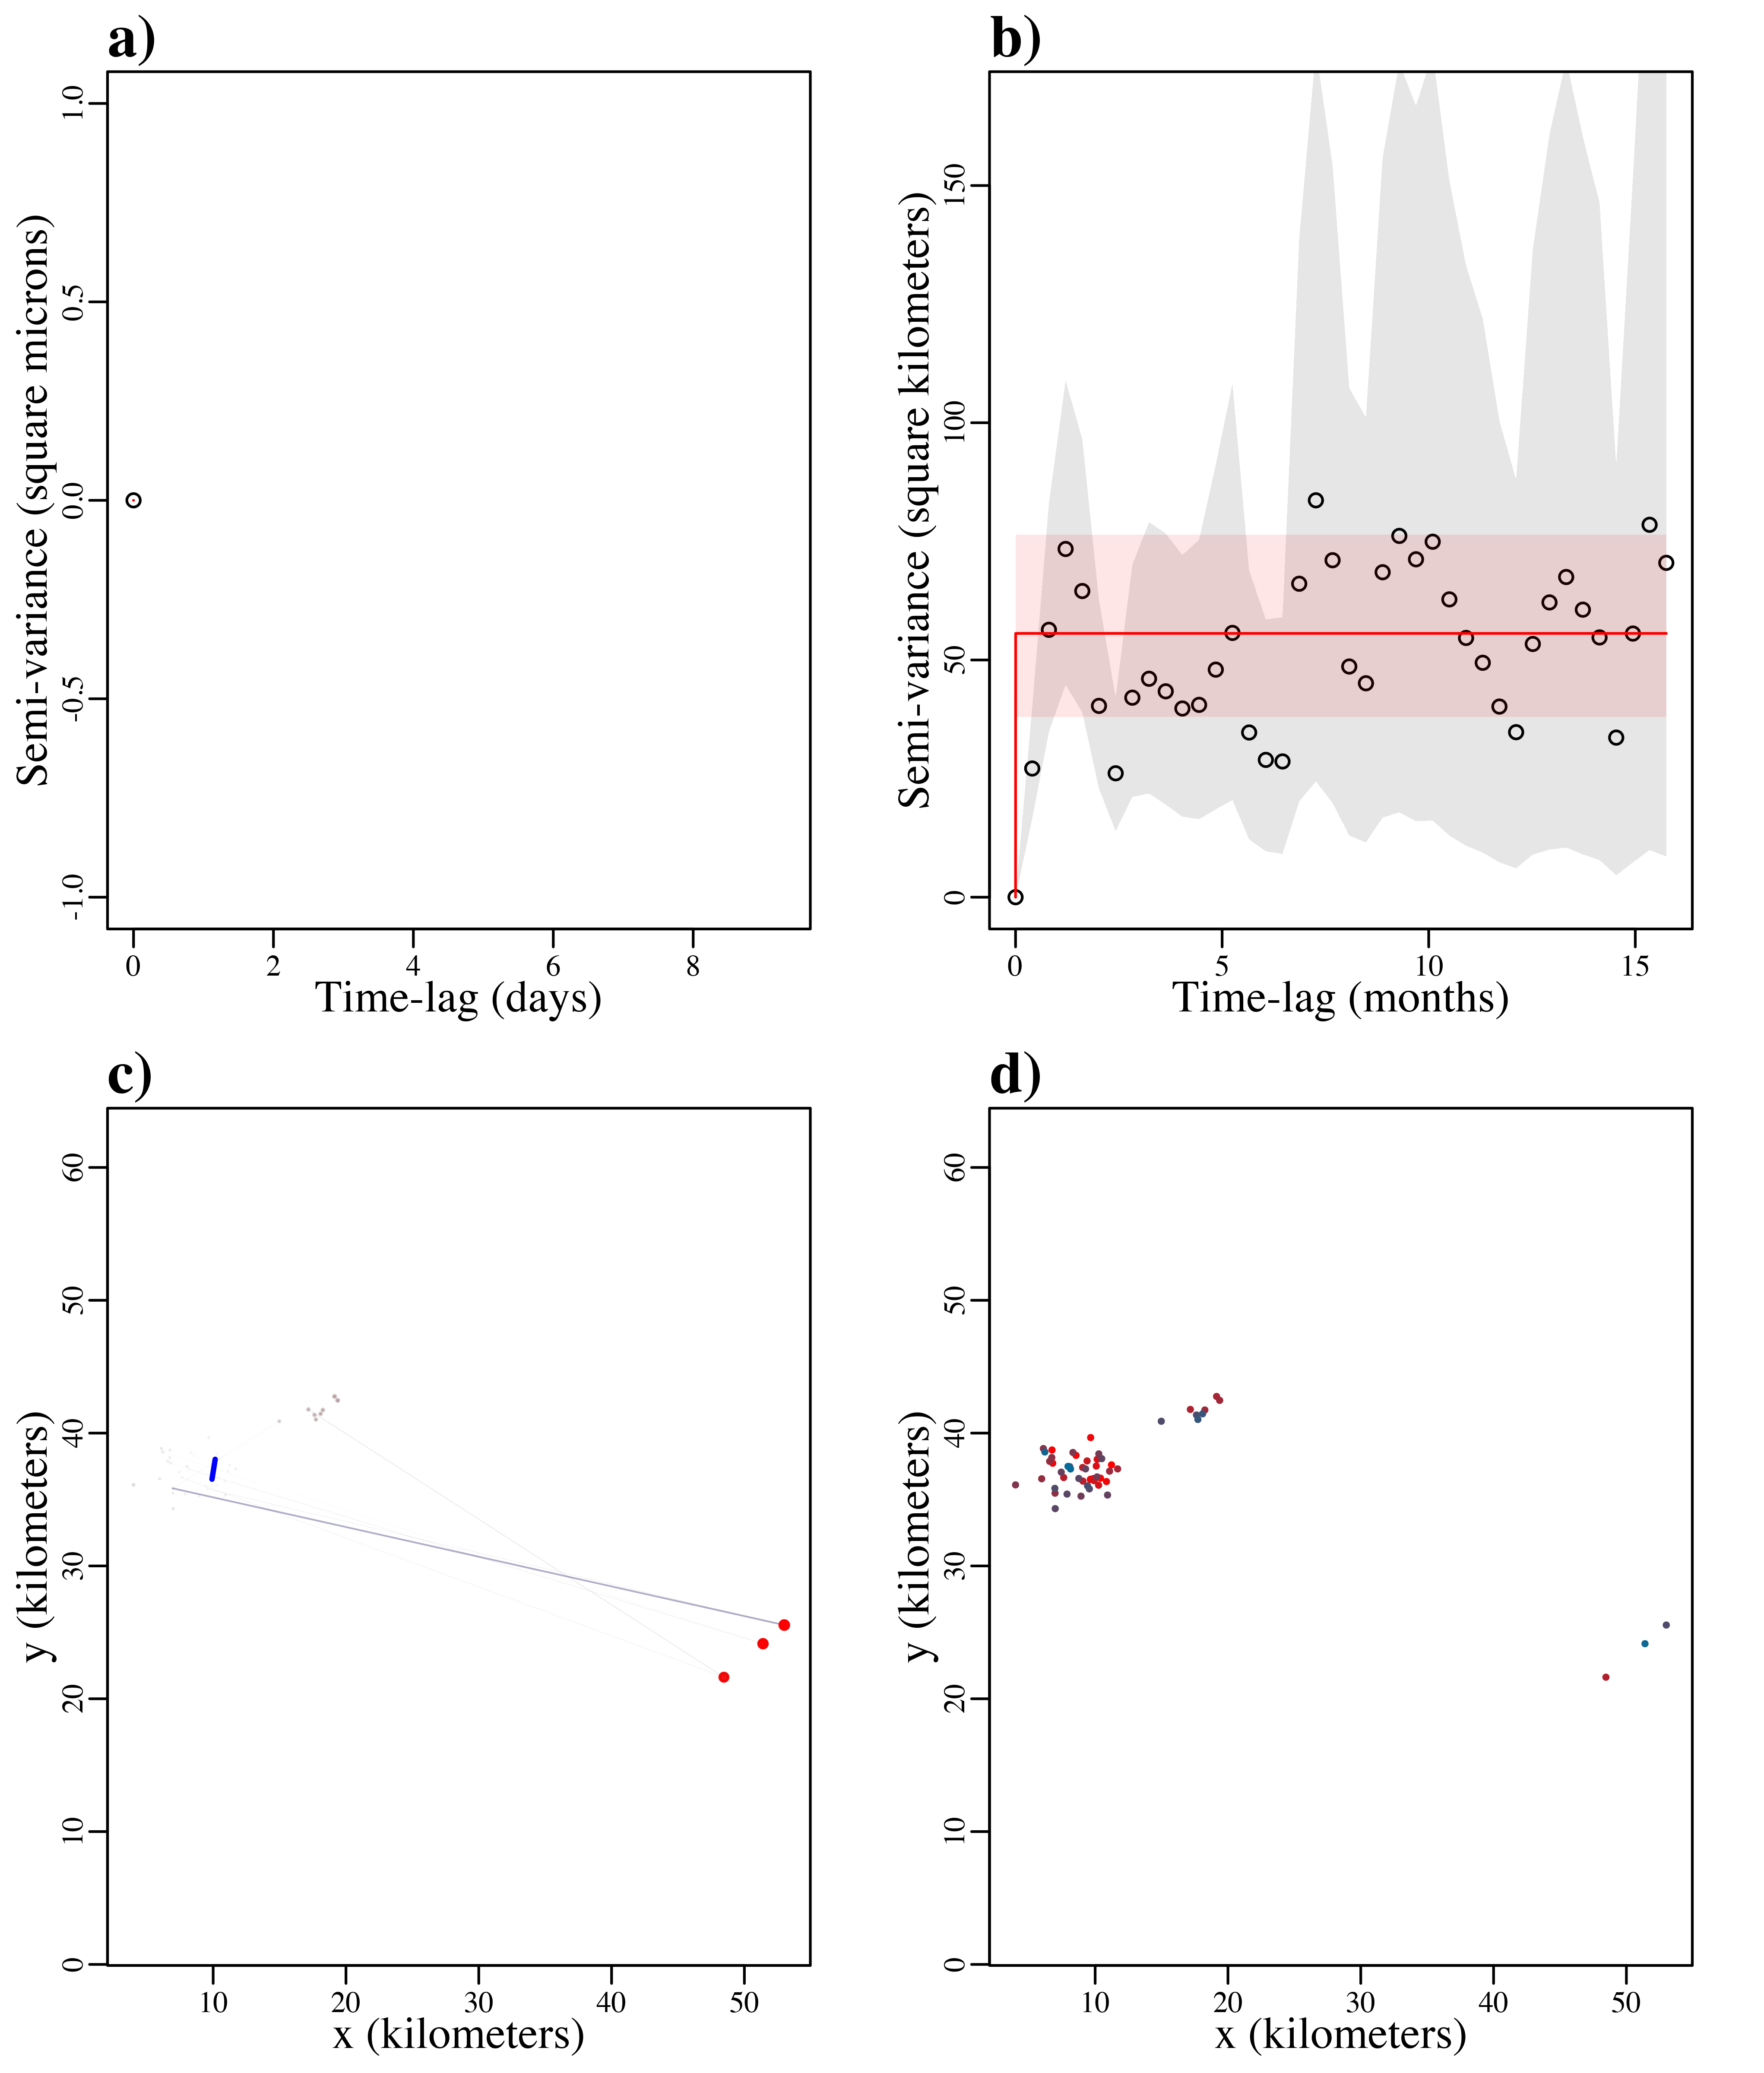 a)
Semi-variance (square microns)
1.0
0.5
0.0
-0.5
-1.0
0 2 4 6 8
Time-lag (days)
b)
Semi-variance (square kilometers)
150
100
50
0
0 5 10 15
Time-lag (months)
c)
y (kilometers)
60
50
40
30
20
10
0
10 20 30 40 50
x (kilometers)
d)
y (kilometers)
60
50
40
30
20
10
0
10 20 30 40 50
x (kilometers)